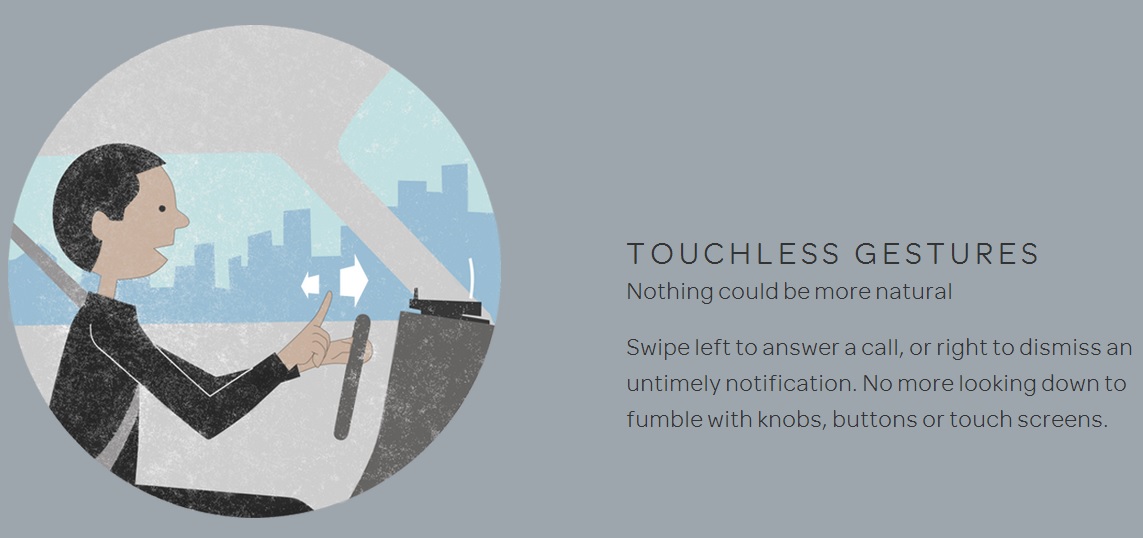 TOUCHLESS GESTURES
Nothing could be more natural
Swipe left to answer a call, or right to dismiss an
untimely notification. No more looking down to
fumble with knobs, buttons or touch screens.